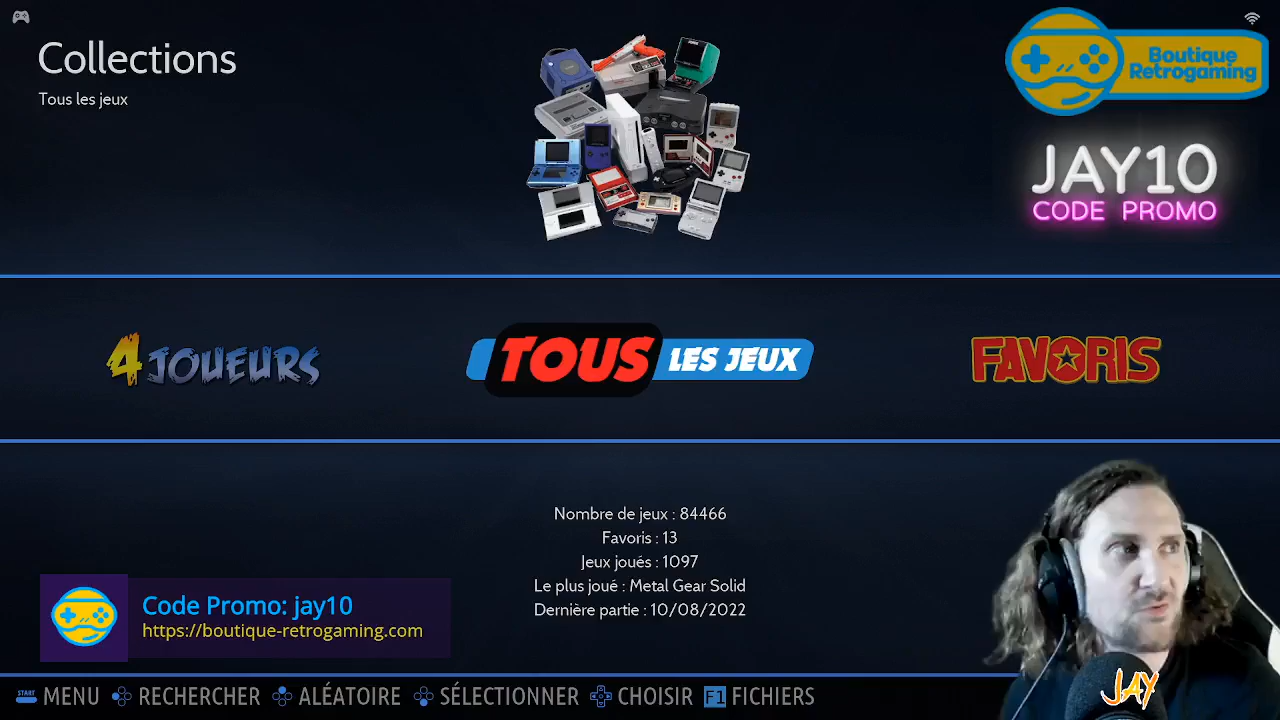 Collections
Tous les jeux
Boutique
Retrogaming
JAY10
CODE PROMO
4 JOUEURS
TOUS LES JEUX
FAVORIS
Nombre de jeux : 84466
Favoris : 13
Jeux joués : 1097
Le plus joué : Metal Gear Solid
Dernière partie : 10/08/2022
Code Promo: jay10
https://boutique-retrogaming.com
JAY
START MENU RECHERCHER ALÉATOIRE SÉLECTIONNER CHOISIR F1 FICHIERS